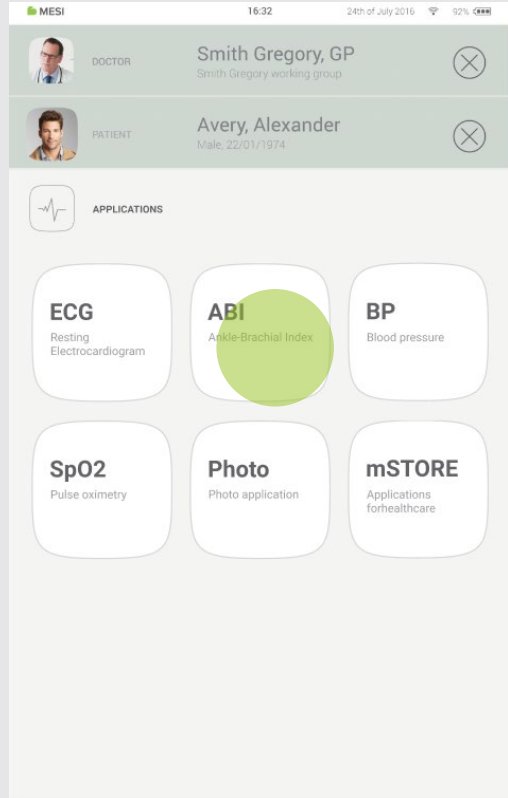 MESI 16:32 24th of July 2016 92%
DOCTOR
Smith Gregory, GP
Smith Gregory working group
PATIENT
Avery, Alexander
Male, 22/01/1974
APPLICATIONS
ECG
Resting
Electrocardiogram
ABI
Ankle-Brachial Index
BP
Blood pressure
SpO2
Pulse oximetry
Photo
Photo application
mSTORE
Applications
forhealthcare